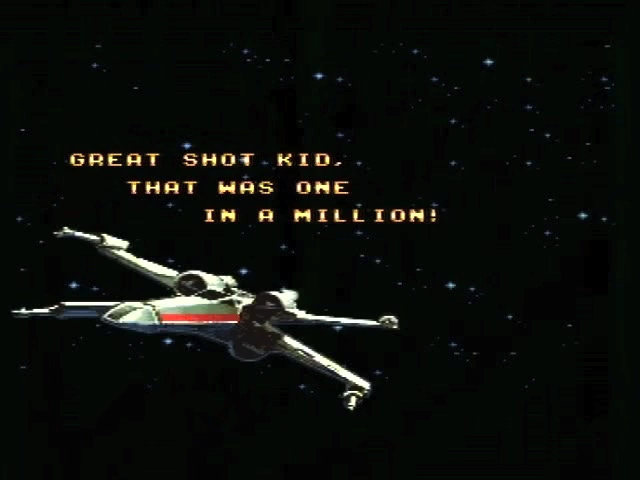 GREAT SHOT KID,
THAT WAS ONE
IN A MILLION!